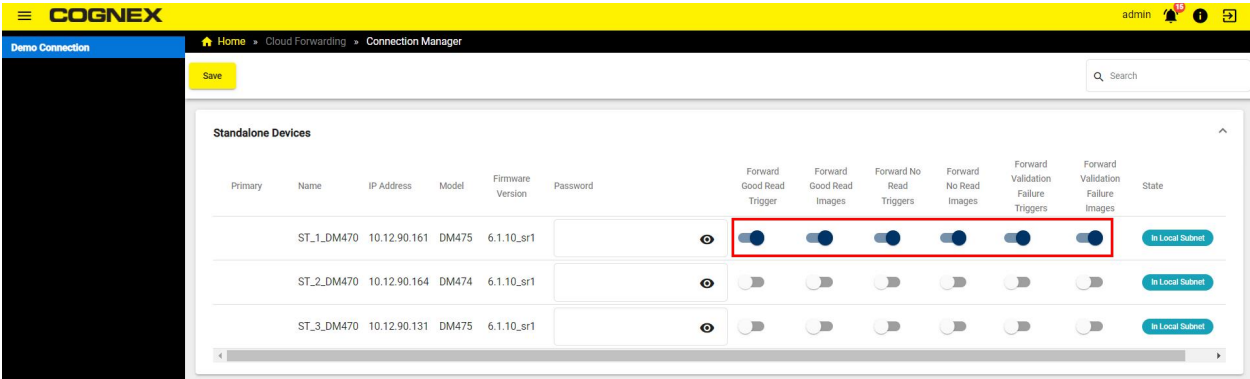 COGNEX
admin
15
Demo Connection
Home » Cloud Forwarding » Connection Manager
Save
Search
Standalone Devices
Primary
Name
IP Address
Model
Firmware
Version
Password
Forward
Good Read
Trigger
Forward
Good Read
Images
Forward No
Read
Triggers
Forward
No Read
Images
Forward
Validation
Failure
Triggers
Forward
Validation
Failure
Images
State
ST_1_DM470 10.12.90.161 DM475 6.1.10_sr1 In Local Subnet
ST_2_DM470 10.12.90.164 DM474 6.1.10_sr1 In Local Subnet
ST_3_DM470 10.12.90.131 DM475 6.1.10_sr1 In Local Subnet